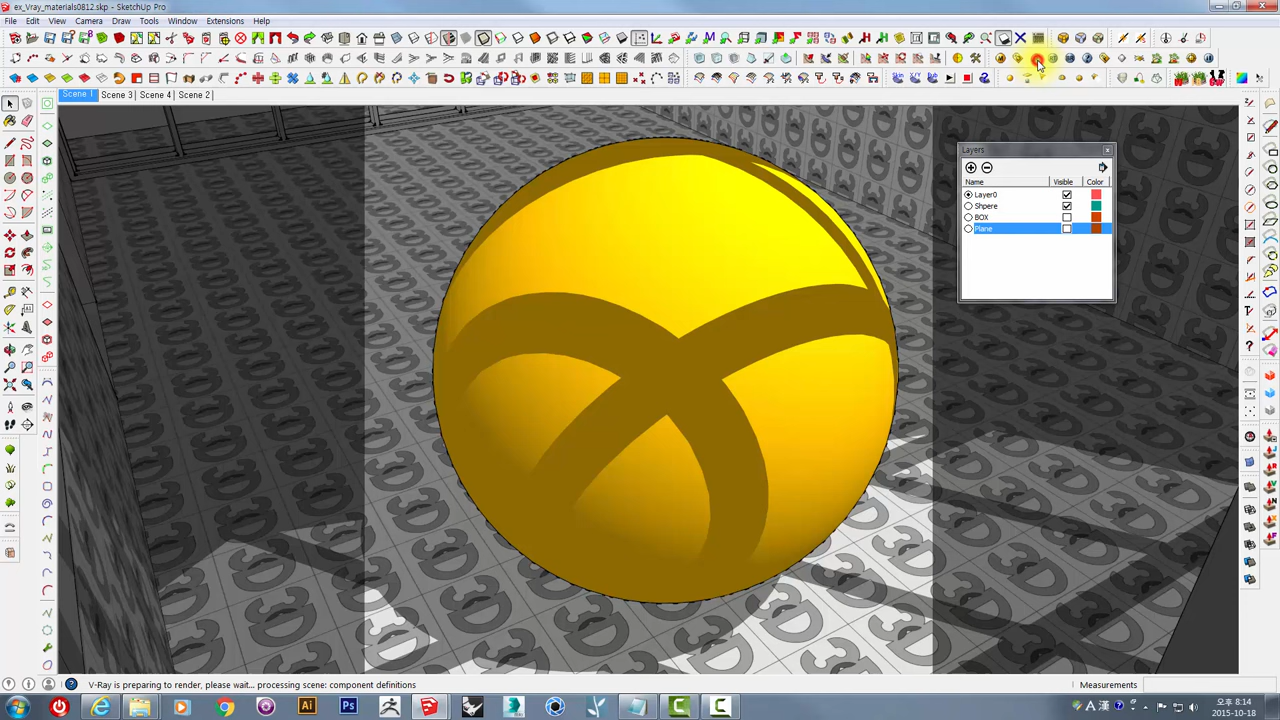 ex_Vray_materials0812.skp - SketchUp Pro
File Edit View Camera Draw Tools Window Extensions Help
Scene 1 Scene 3 Scene 4 Scene 2
Layers
Name Visible Color
Layer0
Shpere
BOX
Plane
V-Ray is preparing to render, please wait... processing scene: component definitions
Measurements
오후 8:14
2015-10-18